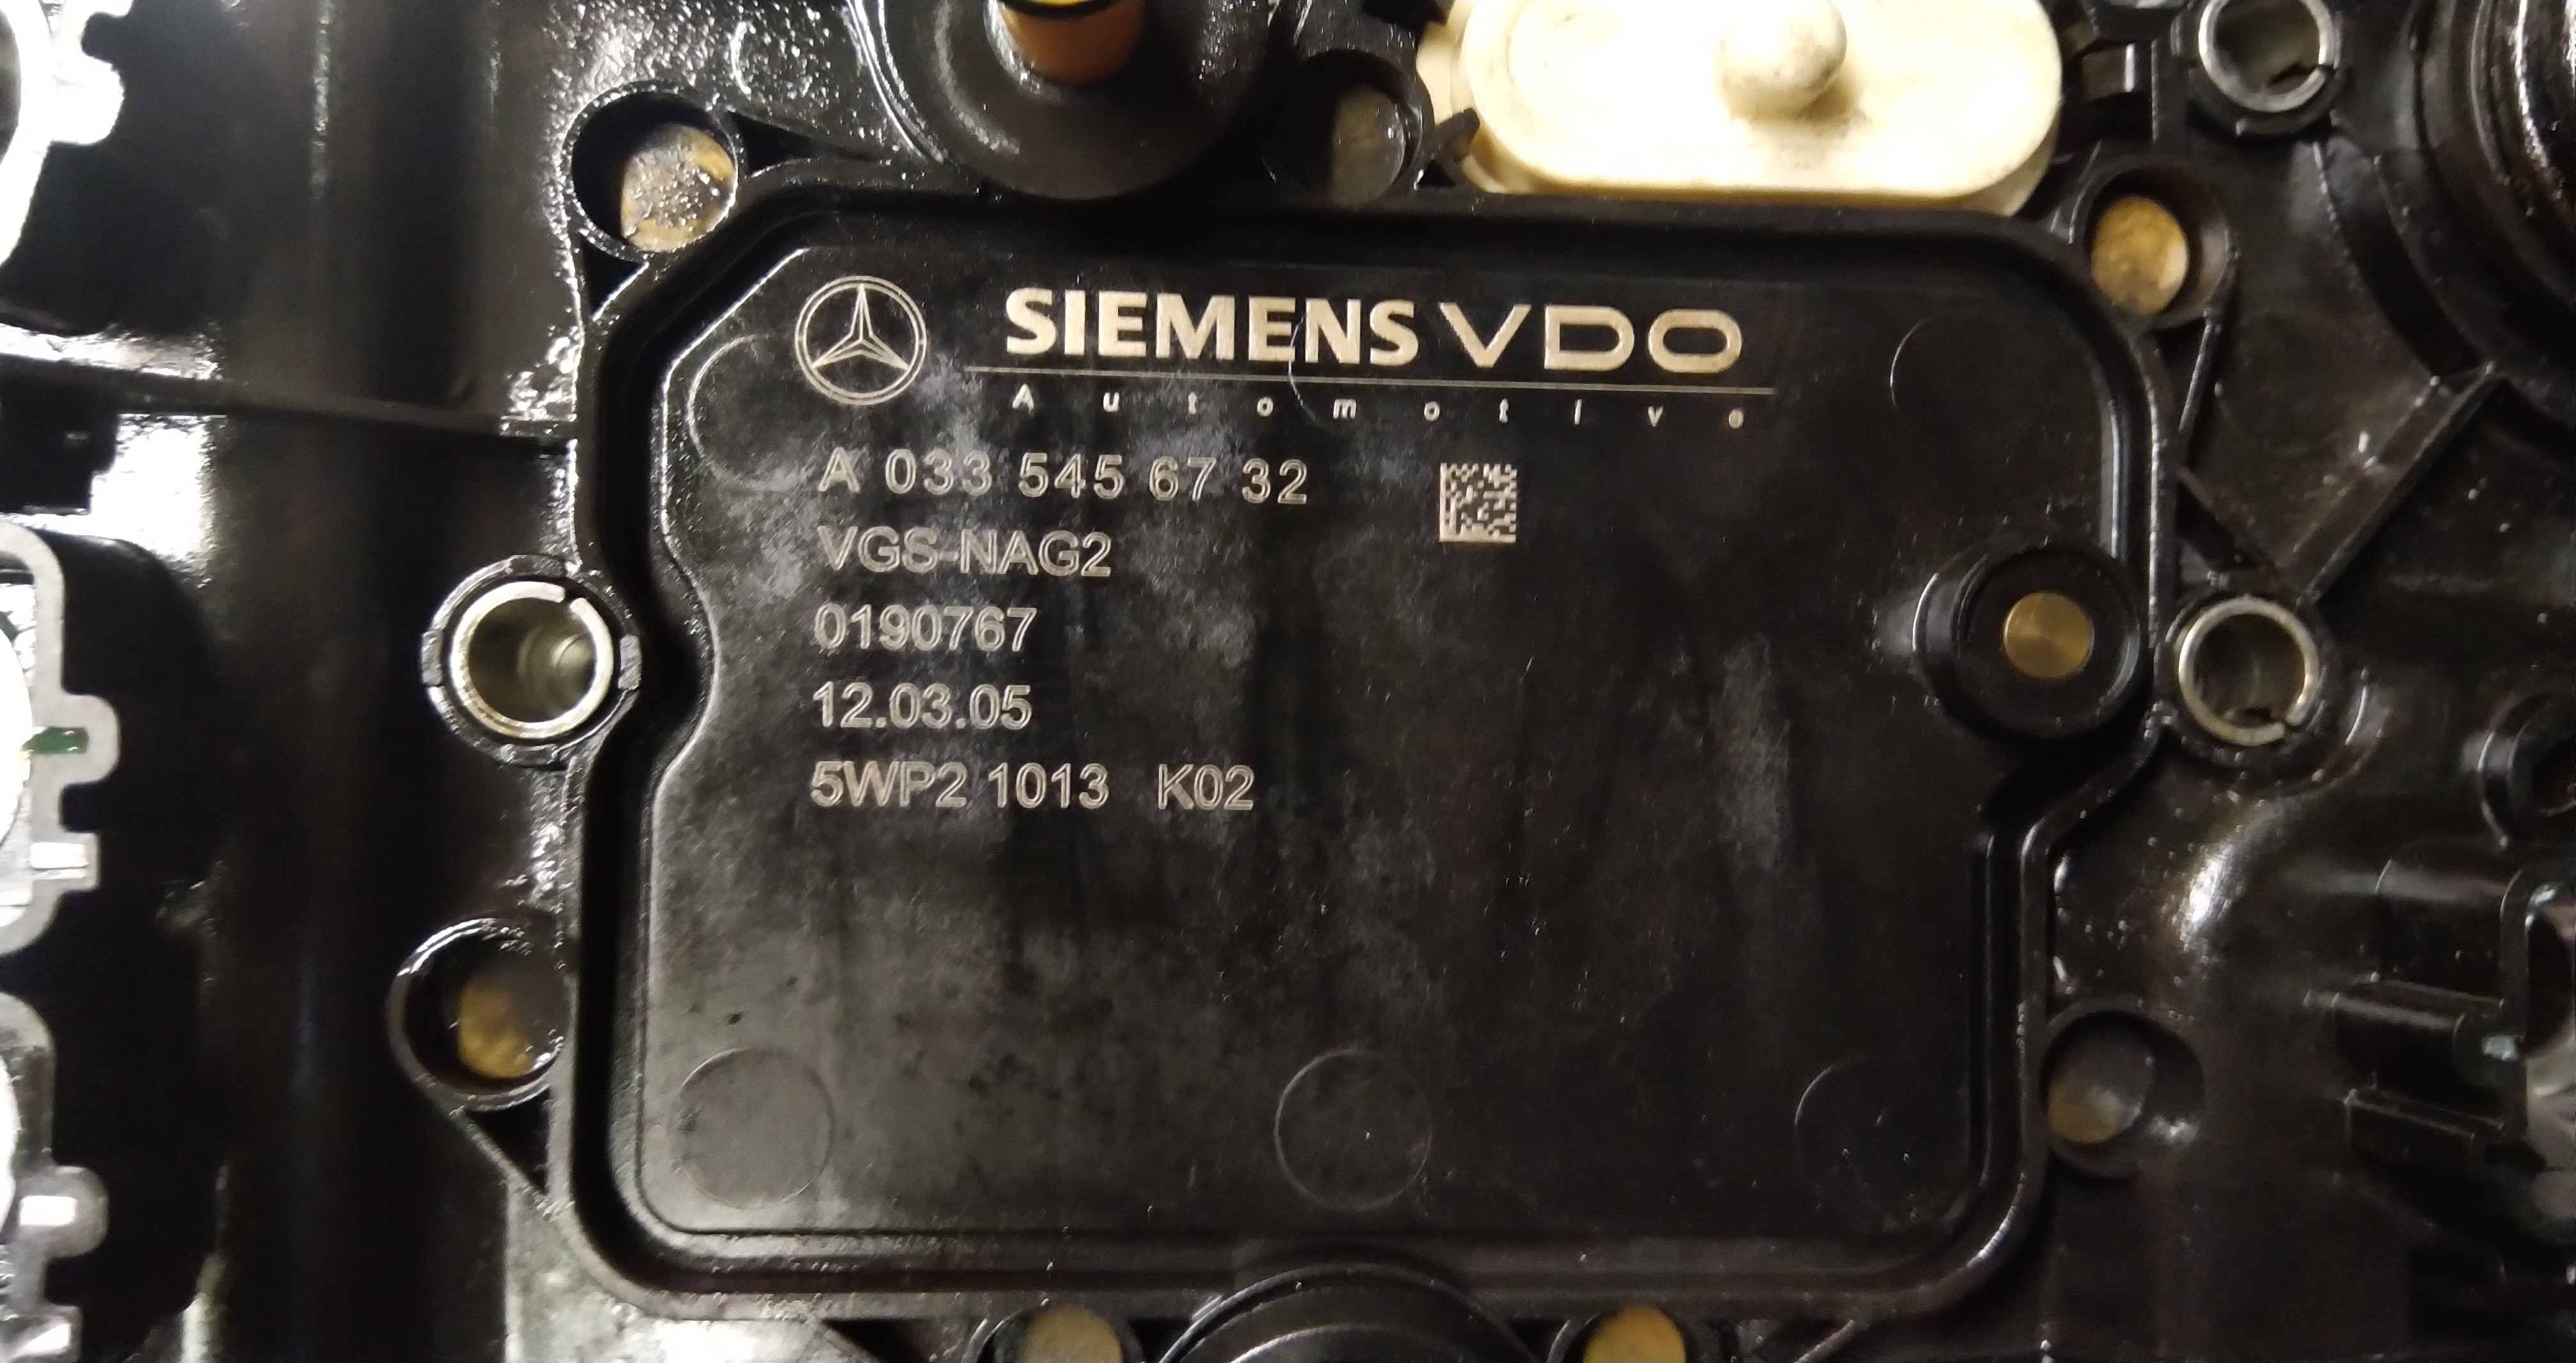 SIEMENS VDO
Automotive
A 033 545 67 32
VGS-NAG2
0190767
12.03.05
5WP2 1013 K02